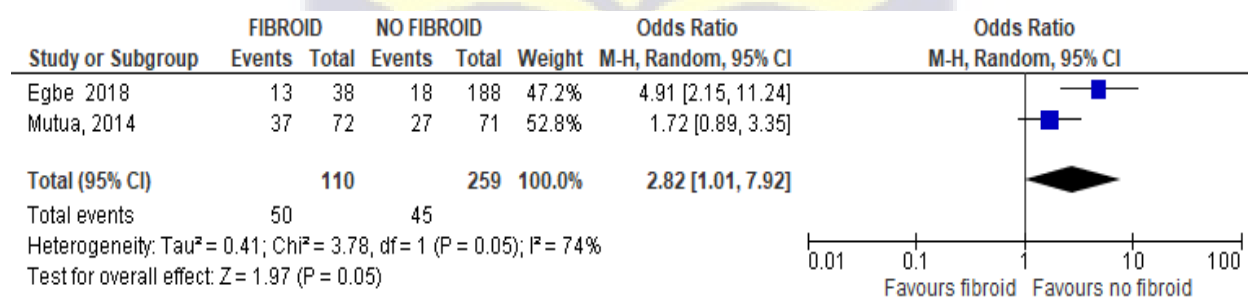 FIBROID NO FIBROID Odds Ratio Odds Ratio
Study or Subgroup Events Total Events Total Weight M-H, Random, 95% CI M-H, Random, 95% CI
Egbe 2018 13 38 18 188 47.2% 4.91 [2.15, 11.24]
Mutua, 2014 37 72 27 71 52.8% 1.72 [0.89, 3.35]
Total (95% CI) 110 259 100.0% 2.82 [1.01, 7.92]
Total events 50 45
Heterogeneity: Tau² = 0.41; Chi² = 3.78, df = 1 (P = 0.05); I² = 74%
Test for overall effect: Z = 1.97 (P = 0.05)
0.01 0.1 1 10 100
Favours fibroid Favours no fibroid